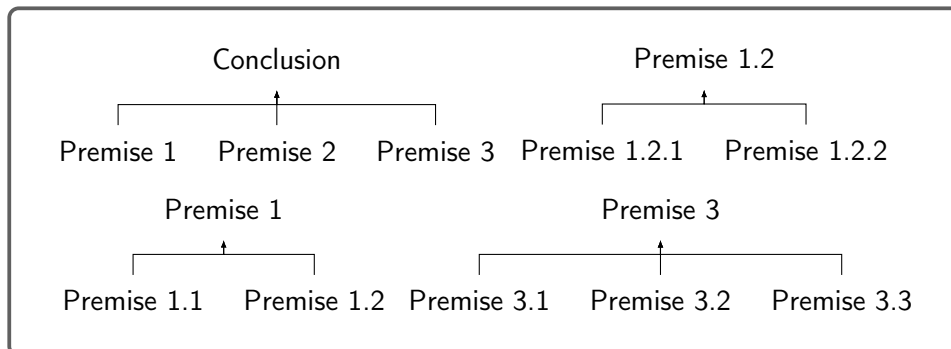 Conclusion Premise 1.2
Premise 1 Premise 2 Premise 3 Premise 1.2.1 Premise 1.2.2
Premise 1 Premise 3
Premise 1.1 Premise 1.2 Premise 3.1 Premise 3.2 Premise 3.3